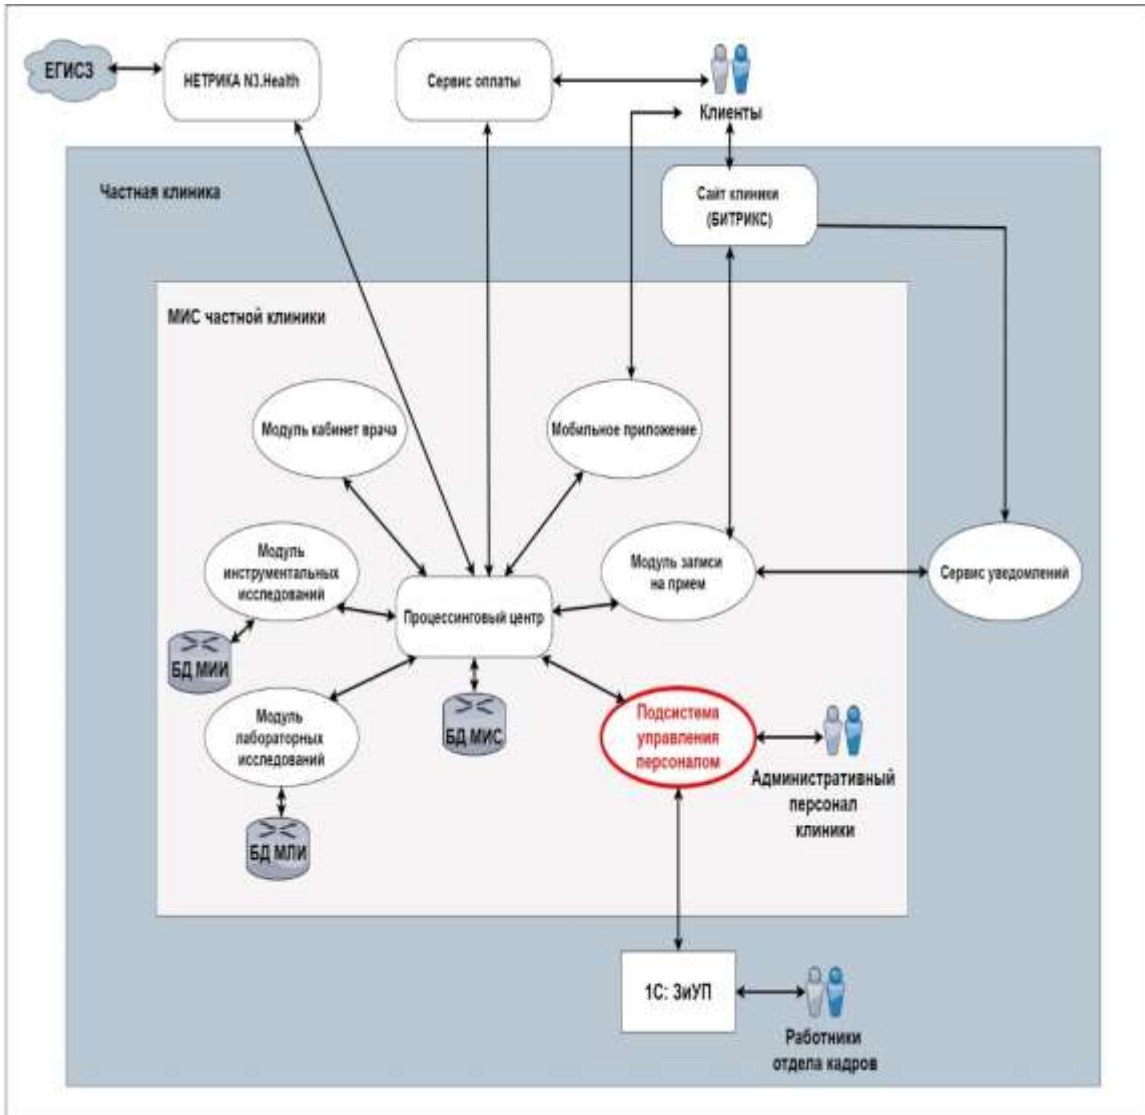 ЕГИСЗ
НЕТРИКА N3.Health
Сервис оплаты
Клиенты
Частная клиника
Сайт клиники
(БИТРИКС)
МИС частной клиники
Модуль кабинет врача
Мобильное приложение
Модуль
инструментальных
исследований
Процессинговый центр
Модуль записи
на прием
Сервис уведомлений
БД МИИ
Модуль
лабораторных
исследований
БД МИС
Подсистема
управления
персоналом
Административный
персонал
клиники
БД МЛИ
1С: ЗиУП
Работники
отдела кадров